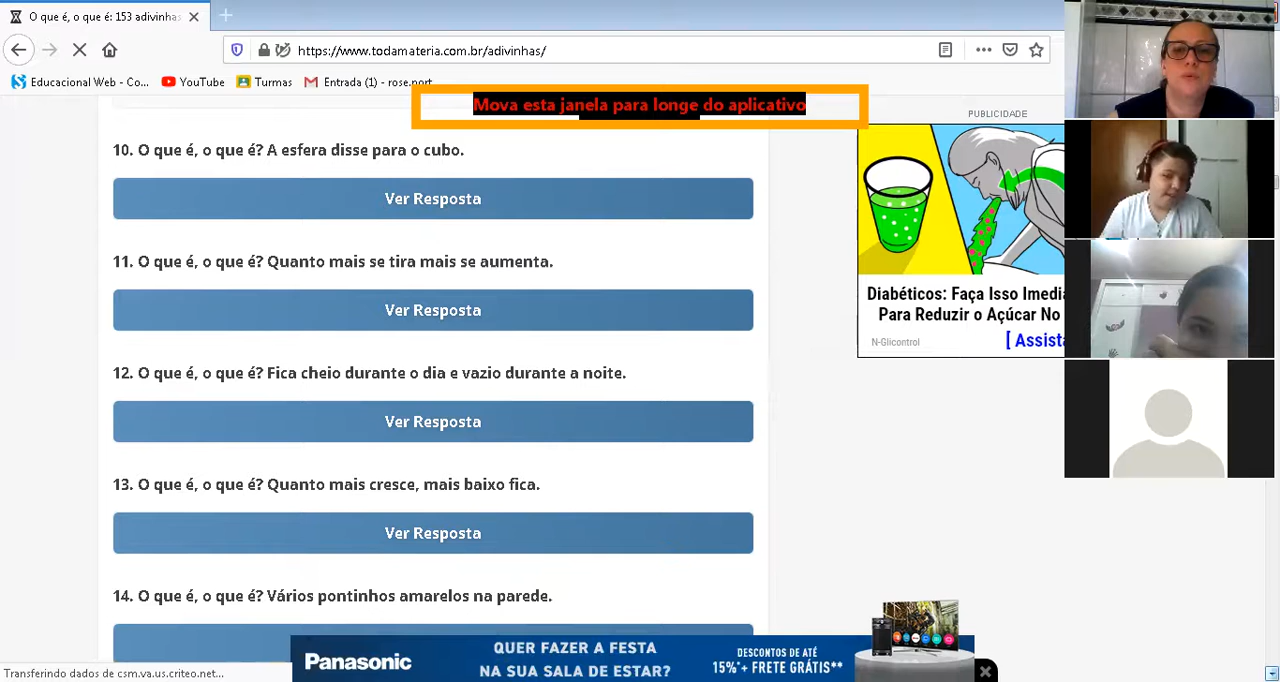 O que é, o que é: 153 adivinhas
https://www.todamateria.com.br/adivinhas/
Educacional Web - Co...
YouTube
Turmas
Entrada (1) - rose.port
Mova esta janela para longe do aplicativo
PUBLICIDADE
10. O que é, o que é? A esfera disse para o cubo.
Ver Resposta
11. O que é, o que é? Quanto mais se tira mais se aumenta.
Ver Resposta
12. O que é, o que é? Fica cheio durante o dia e vazio durante a noite.
Ver Resposta
13. O que é, o que é? Quanto mais cresce, mais baixo fica.
Ver Resposta
14. O que é, o que é? Vários pontinhos amarelos na parede.
Diabéticos: Faça Isso Imedia
Para Reduzir o Açúcar No
N-Glicontrol
[ Assista
Panasonic
QUER FAZER A FESTA
NA SUA SALA DE ESTAR?
DESCONTOS DE ATÉ
15%*+ FRETE GRÁTIS**
Transferindo dados de csm.va.us.criteo.net...